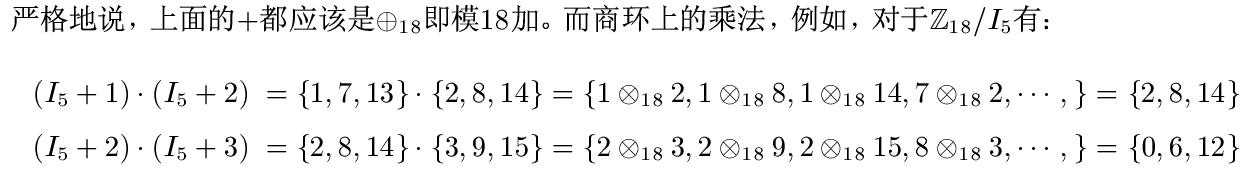 严格地说，上面的+都应该是⊕₁₈即模18加。而商环上的乘法，例如，对于ℤ₁₈/I₅有：
(I₅ + 1) · (I₅ + 2) = {1, 7, 13} · {2, 8, 14} = {1 ⊗₁₈ 2, 1 ⊗₁₈ 8, 1 ⊗₁₈ 14, 7 ⊗₁₈ 2, ··· , } = {2, 8, 14}
(I₅ + 2) · (I₅ + 3) = {2, 8, 14} · {3, 9, 15} = {2 ⊗₁₈ 3, 2 ⊗₁₈ 9, 2 ⊗₁₈ 15, 8 ⊗₁₈ 3, ··· , } = {0, 6, 12}